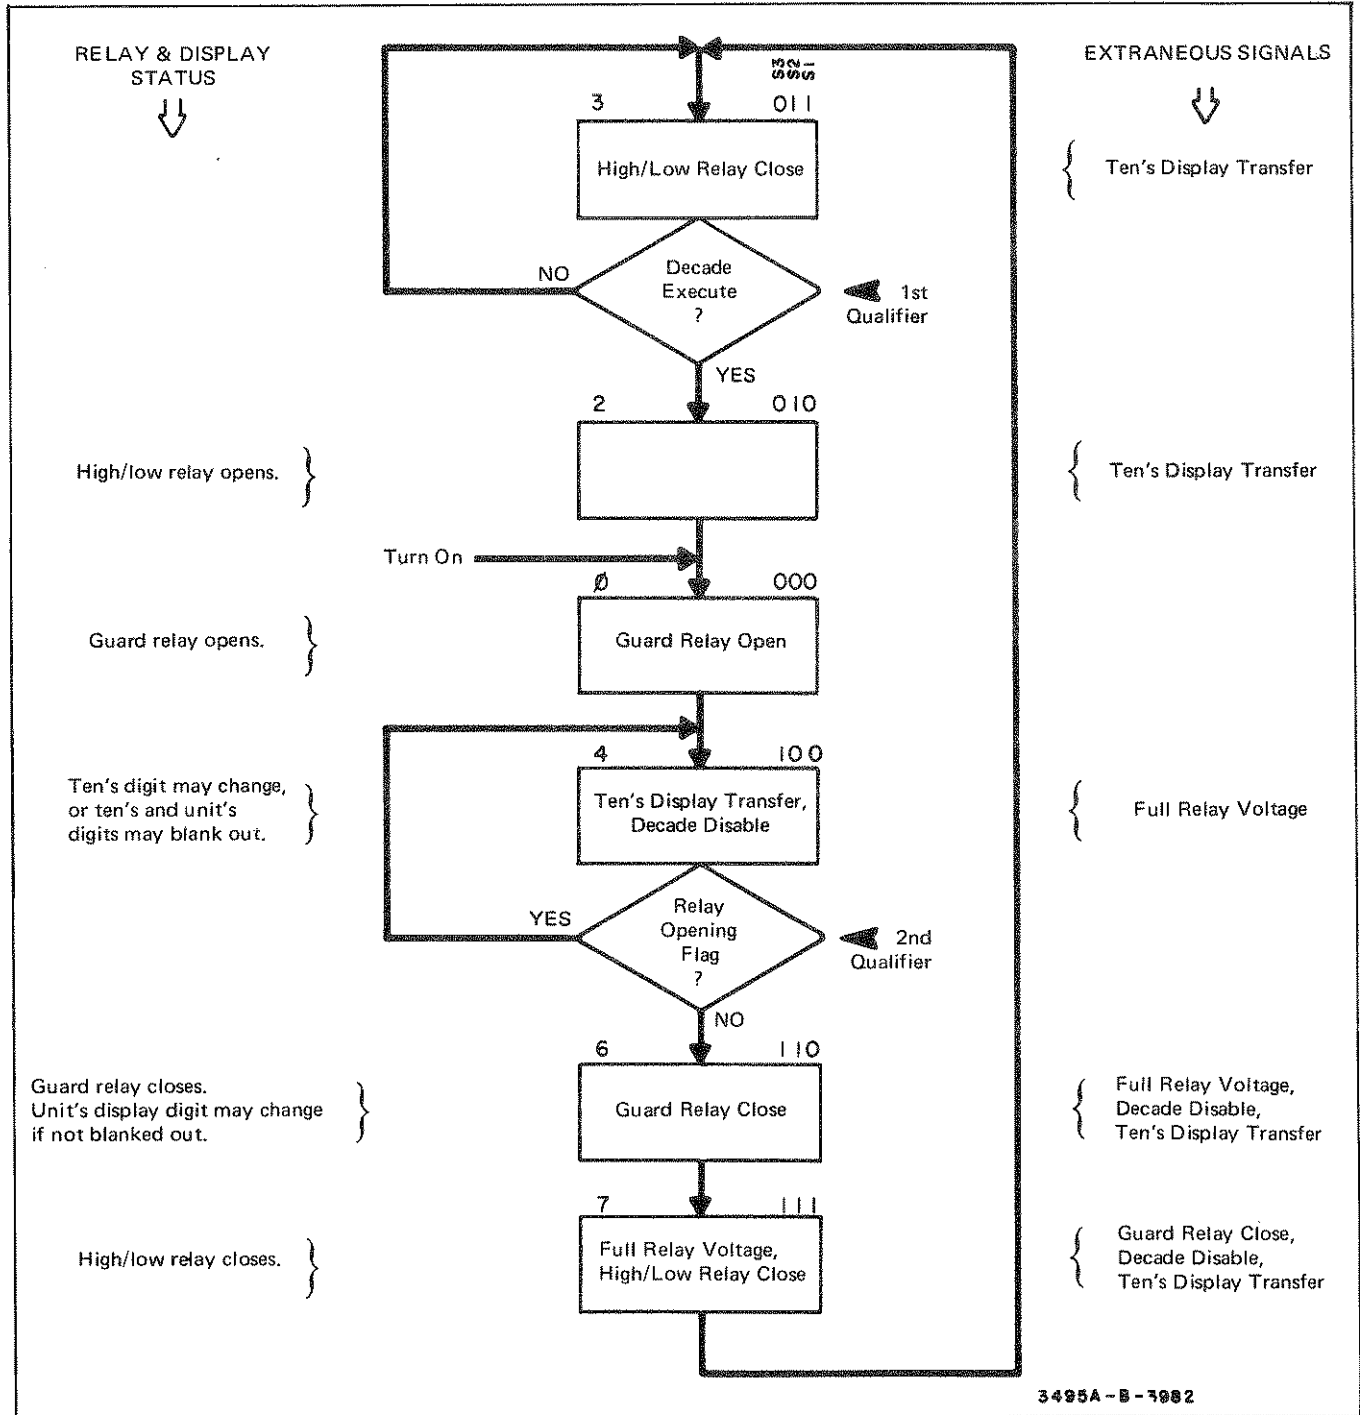 RELAY & DISPLAY
STATUS
EXTRANEOUS SIGNALS
S3
S2
S1
3
011
High/Low Relay Close
Ten's Display Transfer
NO
Decade
Execute
?
1st
Qualifier
YES
2
010
High/low relay opens.
Ten's Display Transfer
Turn On
Ø
000
Guard relay opens.
Guard Relay Open
4
100
Ten's digit may change,
or ten's and unit's
digits may blank out.
Ten's Display Transfer,
Decade Disable
Full Relay Voltage
YES
Relay
Opening
Flag
?
2nd
Qualifier
NO
6
110
Guard relay closes.
Unit's display digit may change
if not blanked out.
Guard Relay Close
Full Relay Voltage,
Decade Disable,
Ten's Display Transfer
7
111
High/low relay closes.
Full Relay Voltage,
High/Low Relay Close
Guard Relay Close,
Decade Disable,
Ten's Display Transfer
3495A-B-3982